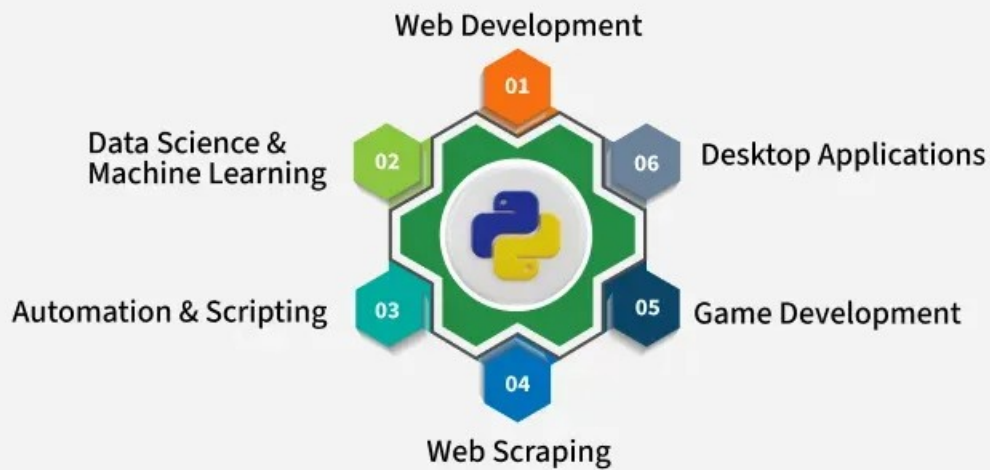 Web Development
01
Data Science &
Machine Learning
02
06
Desktop Applications
Automation & Scripting
03
05
Game Development
04
Web Scraping